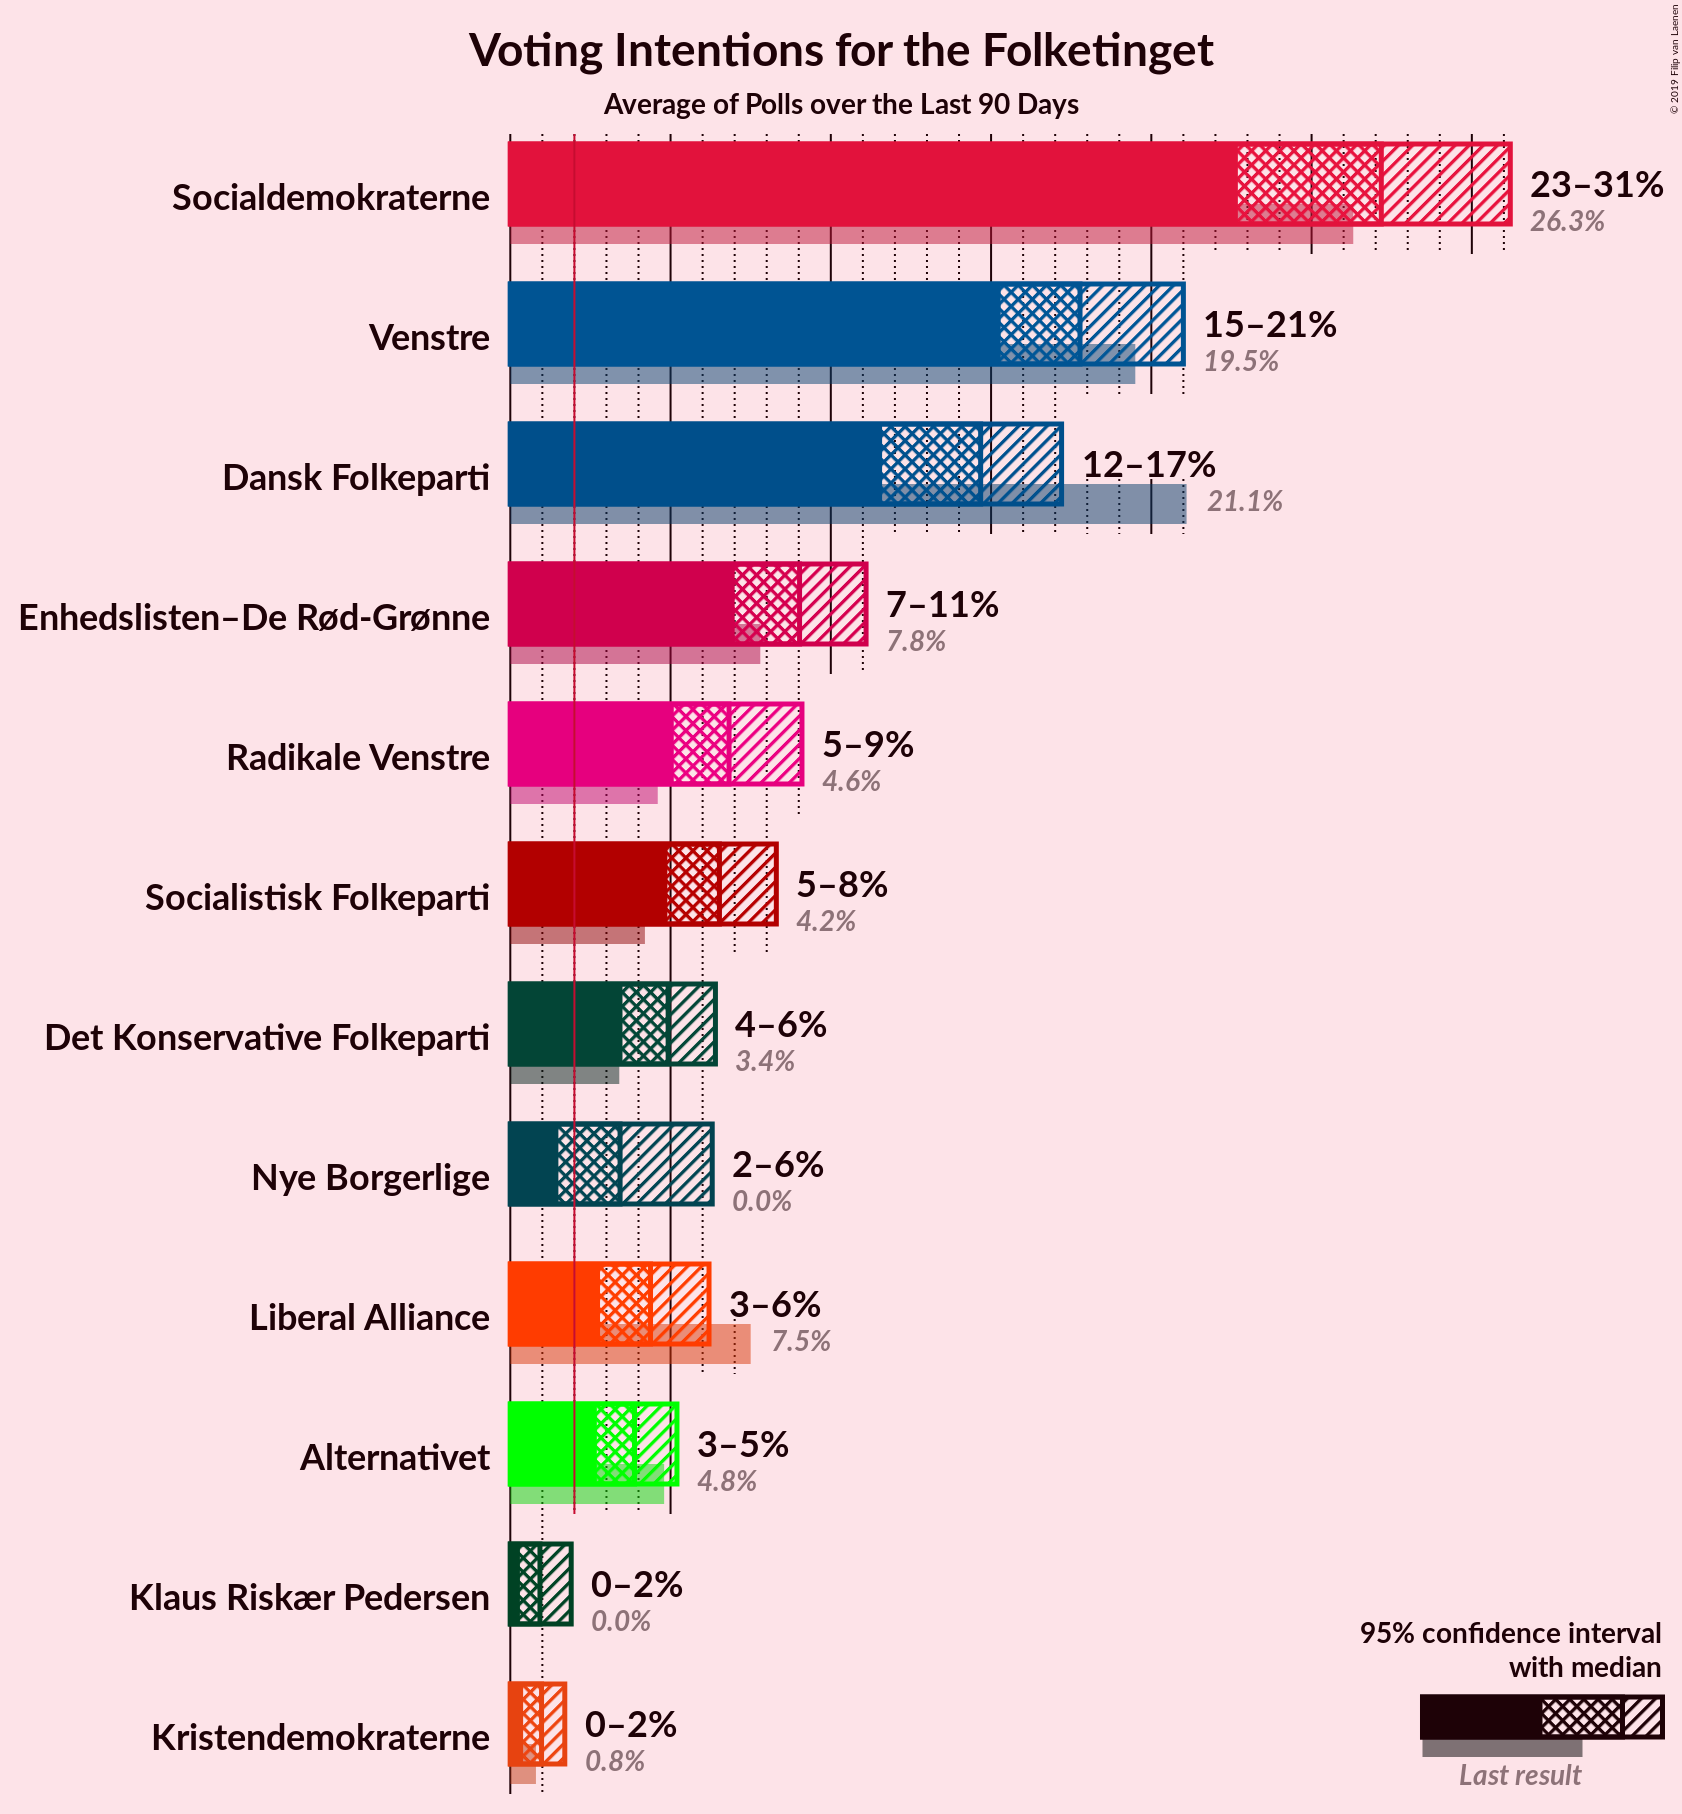 Voting Intentions for the Folketinget
Average of Polls over the Last 90 Days
© 2019 Filip van Laenen
Socialdemokraterne
23–31%
26.3%
Venstre
15–21%
19.5%
Dansk Folkeparti
12–17%
21.1%
Enhedslisten–De Rød-Grønne
7–11%
7.8%
Radikale Venstre
5–9%
4.6%
Socialistisk Folkeparti
5–8%
4.2%
Det Konservative Folkeparti
4–6%
3.4%
Nye Borgerlige
2–6%
0.0%
Liberal Alliance
3–6%
7.5%
Alternativet
3–5%
4.8%
Klaus Riskær Pedersen
0–2%
0.0%
Kristendemokraterne
0–2%
0.8%
95% confidence interval
with median
Last result